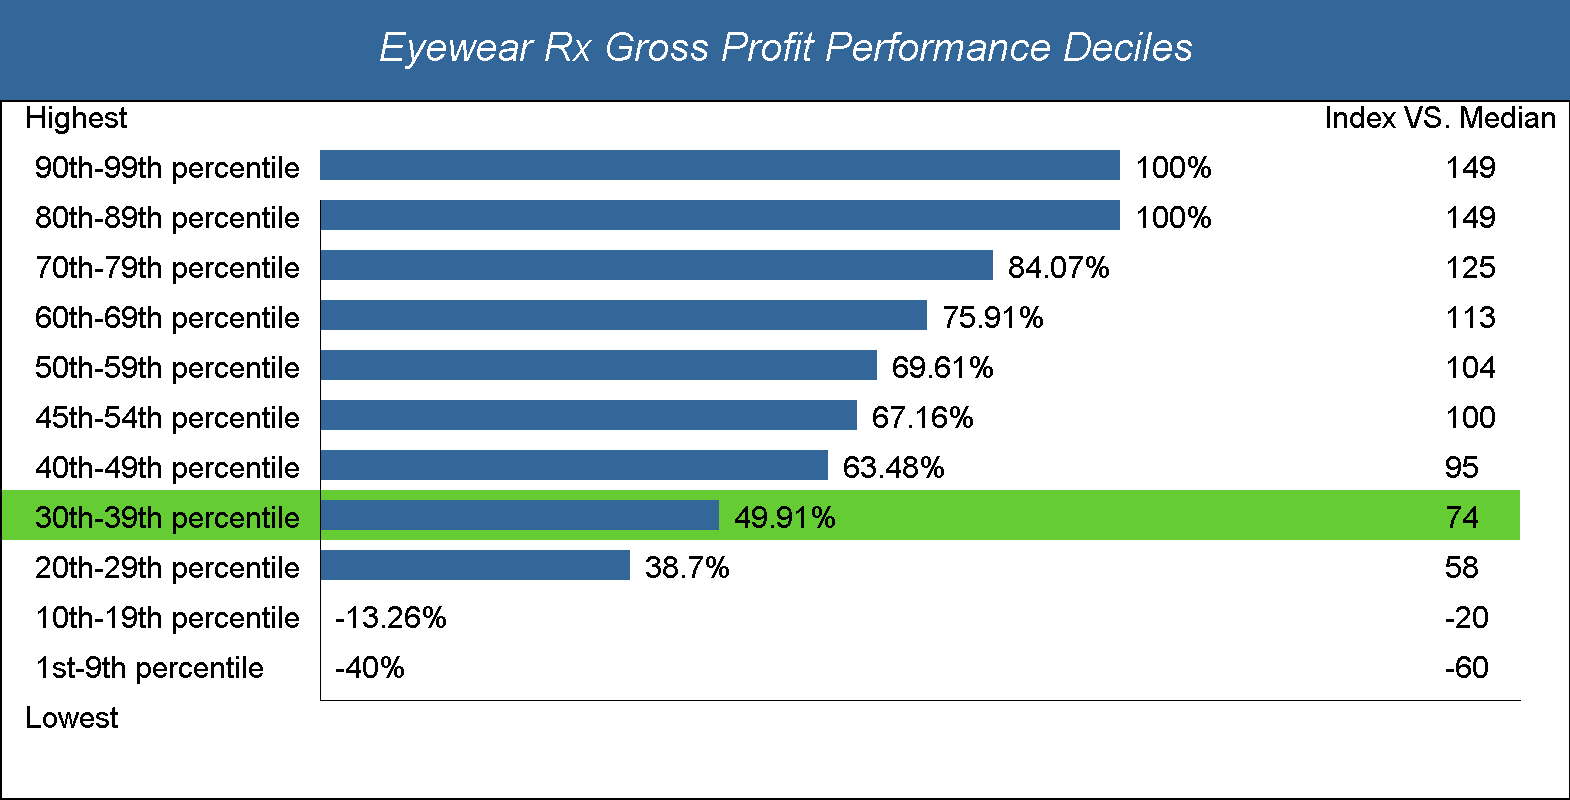 Eyewear Rx Gross Profit Performance Deciles
Highest Index VS. Median
90th-99th percentile 100% 149
80th-89th percentile 100% 149
70th-79th percentile 84.07% 125
60th-69th percentile 75.91% 113
50th-59th percentile 69.61% 104
45th-54th percentile 67.16% 100
40th-49th percentile 63.48% 95
30th-39th percentile 49.91% 74
20th-29th percentile 38.7% 58
10th-19th percentile -13.26% -20
1st-9th percentile -40% -60
Lowest